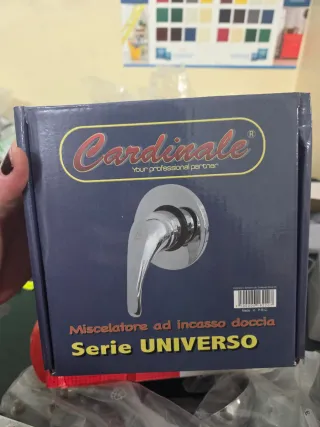 Cardinale®
Your professional partner
Miscelatore ad incasso doccia
Serie UNIVERSO